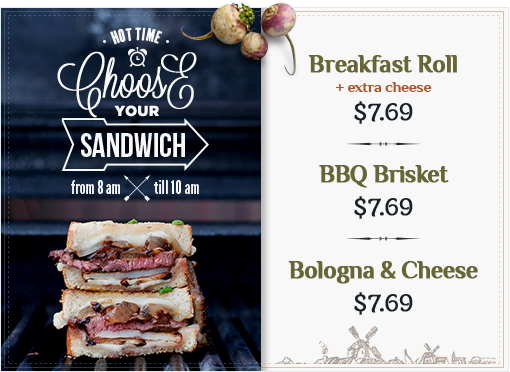 HOT TIME
Choose
YOUR
SANDWICH
from 8 am till 10 am
Breakfast Roll
+ extra cheese
$7.69
BBQ Brisket
$7.69
Bologna & Cheese
$7.69